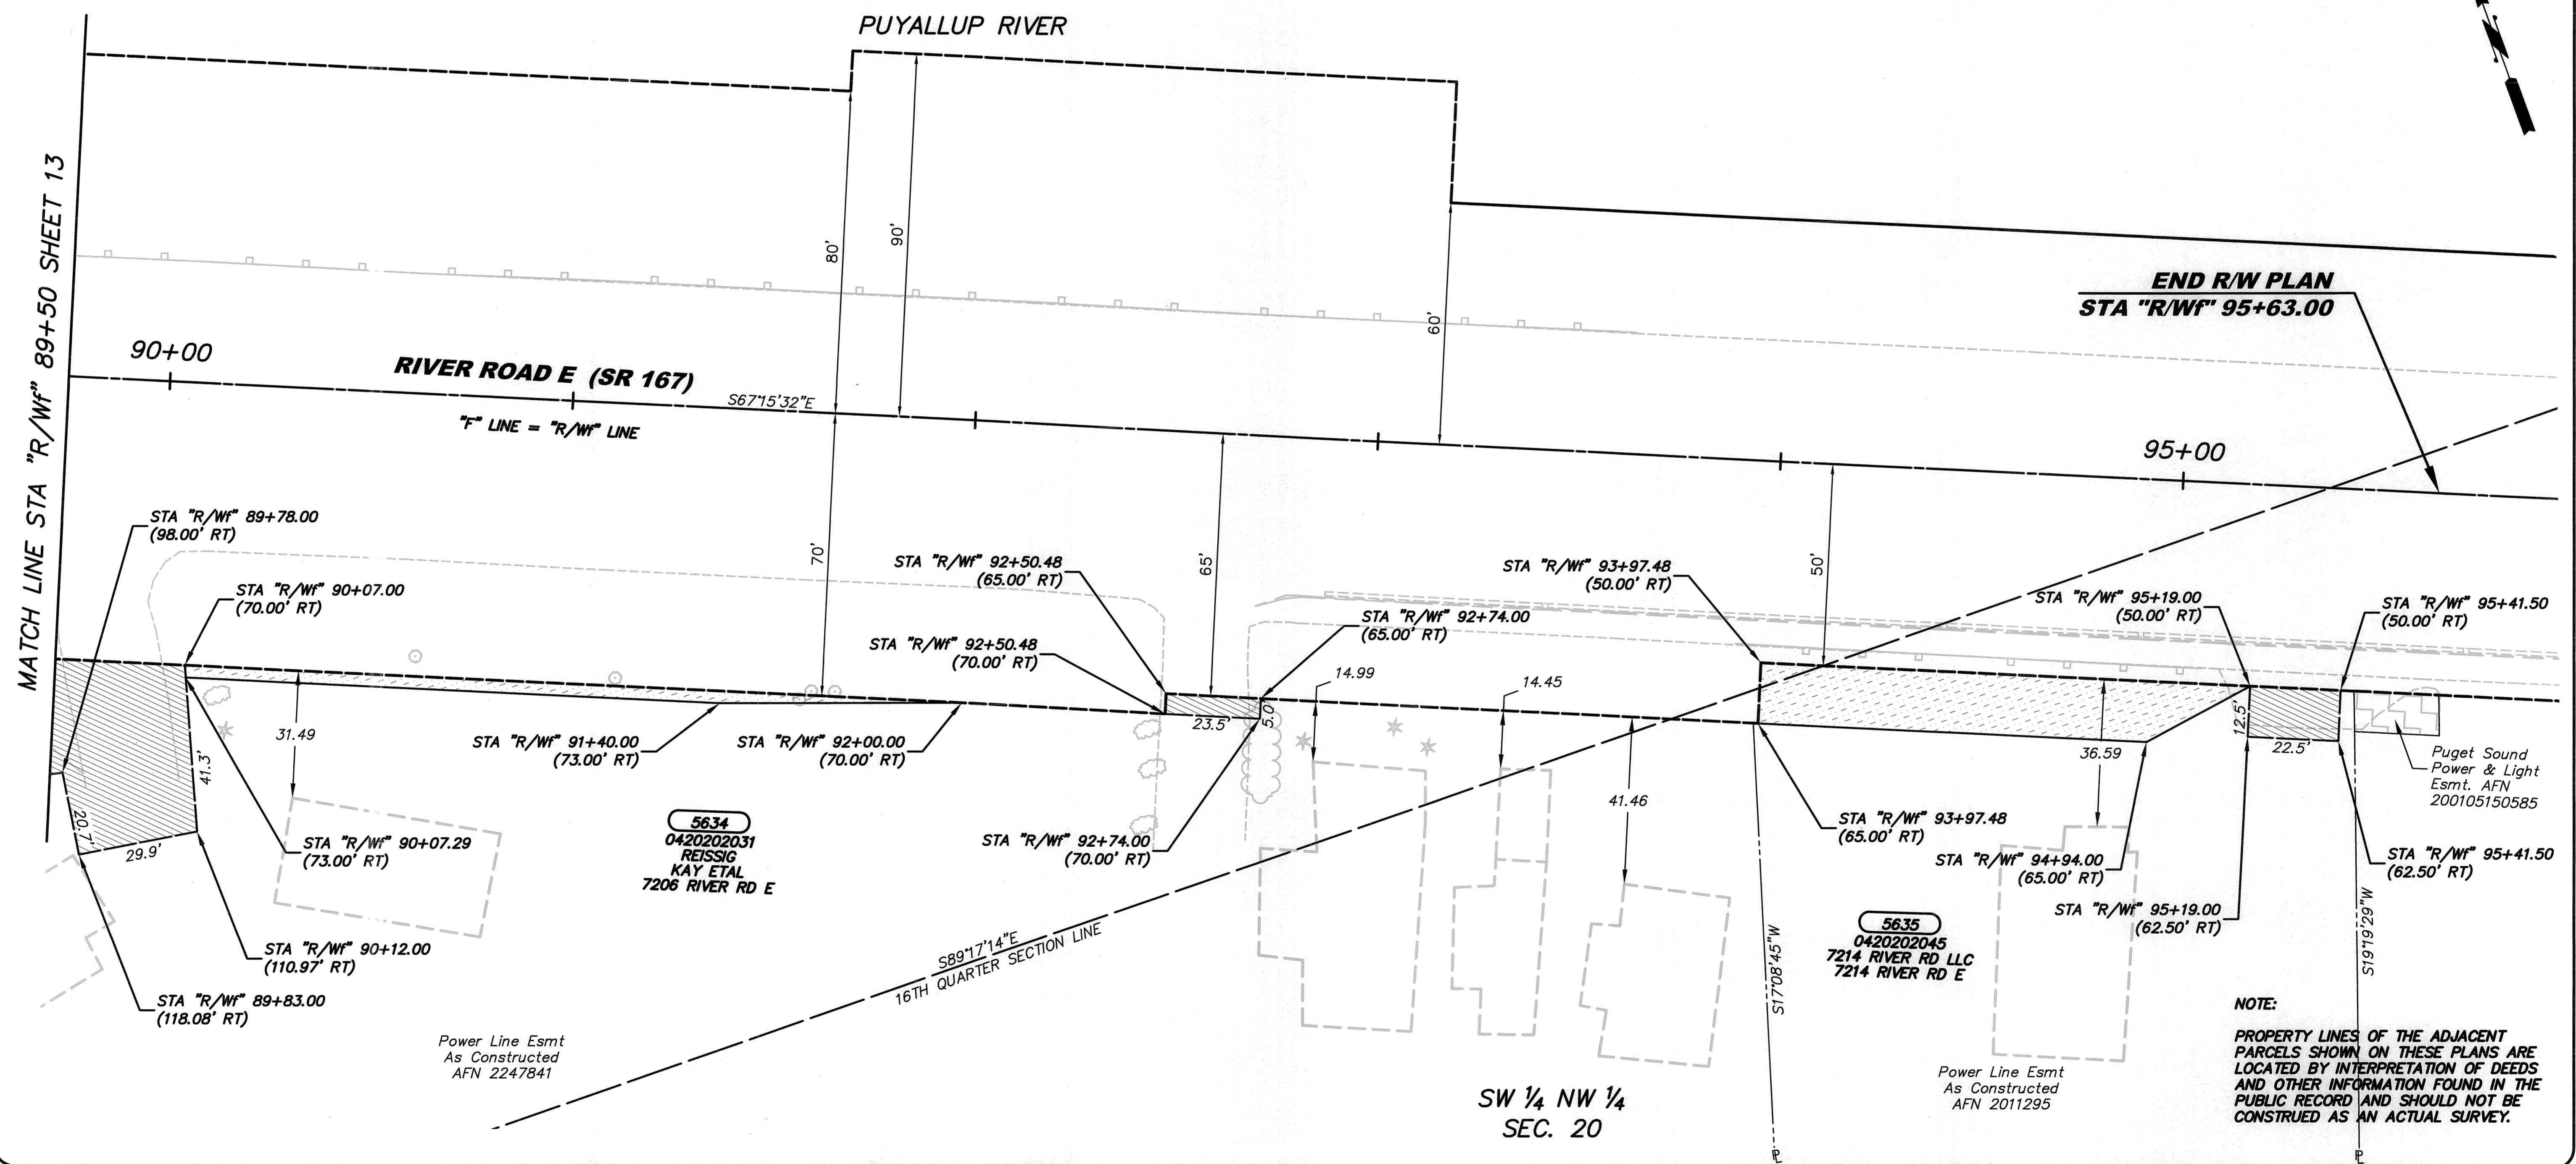 PUYALLUP RIVER
MATCH LINE STA "R/Wf" 89+50 SHEET 13
80'
90'
60'
END R/W PLAN
STA "R/Wf" 95+63.00
90+00
RIVER ROAD E (SR 167)
S67°15'32"E
"F" LINE = "R/Wf" LINE
95+00
STA "R/Wf" 89+78.00
(98.00' RT)
STA "R/Wf" 90+07.00
(70.00' RT)
70'
STA "R/Wf" 92+50.48
(65.00' RT)
65'
STA "R/Wf" 92+50.48
(70.00' RT)
STA "R/Wf" 92+74.00
(65.00' RT)
STA "R/Wf" 93+97.48
(50.00' RT)
50'
STA "R/Wf" 95+19.00
(50.00' RT)
STA "R/Wf" 95+41.50
(50.00' RT)
14.99
14.45
31.49
41.3'
20.7'
29.9'
STA "R/Wf" 91+40.00
(73.00' RT)
STA "R/Wf" 92+00.00
(70.00' RT)
23.5'
5.0'
41.46
36.59
12.5'
22.5'
Puget Sound
Power & Light
Esmt. AFN
200105150585
STA "R/Wf" 90+07.29
(73.00' RT)
5634
0420202031
REISSIG
KAY ETAL
7206 RIVER RD E
STA "R/Wf" 92+74.00
(70.00' RT)
STA "R/Wf" 93+97.48
(65.00' RT)
STA "R/Wf" 94+94.00
(65.00' RT)
STA "R/Wf" 95+41.50
(62.50' RT)
STA "R/Wf" 95+19.00
(62.50' RT)
STA "R/Wf" 90+12.00
(110.97' RT)
STA "R/Wf" 89+83.00
(118.08' RT)
S89°17'14"E
16TH QUARTER SECTION LINE
S17°08'45"W
5635
0420202045
7214 RIVER RD LLC
7214 RIVER RD E
S19°19'29"W
Power Line Esmt
As Constructed
AFN 2247841
SW ¼ NW ¼
SEC. 20
Power Line Esmt
As Constructed
AFN 2011295
NOTE:
PROPERTY LINES OF THE ADJACENT
PARCELS SHOWN ON THESE PLANS ARE
LOCATED BY INTERPRETATION OF DEEDS
AND OTHER INFORMATION FOUND IN THE
PUBLIC RECORD AND SHOULD NOT BE
CONSTRUED AS AN ACTUAL SURVEY.